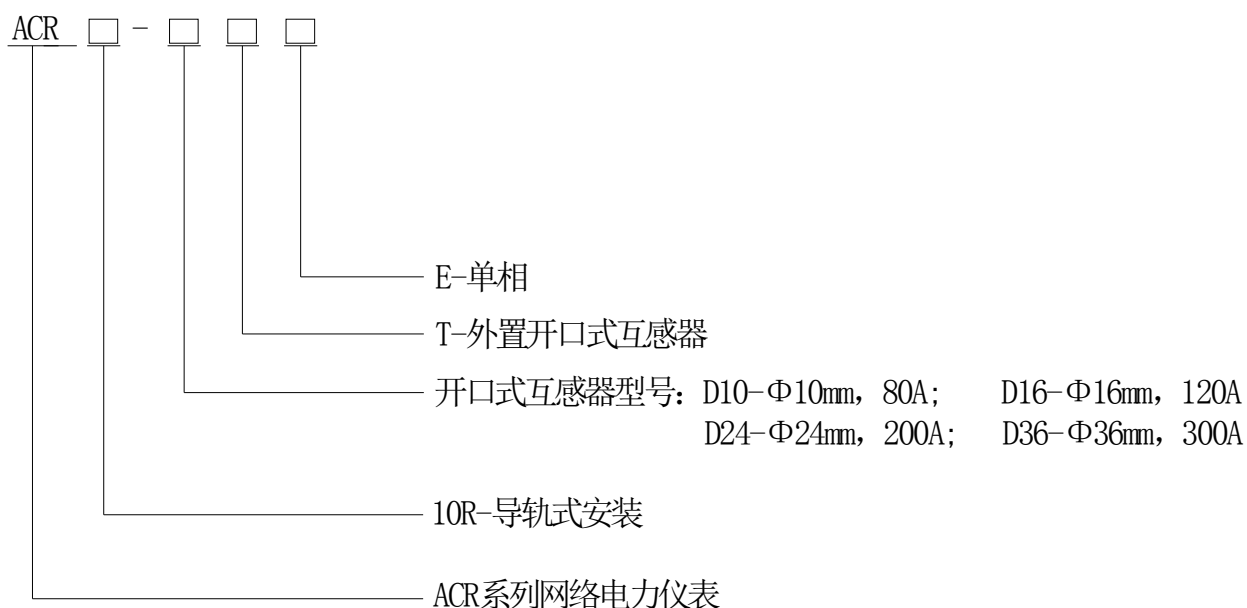 ACR □-□□□
E-单相
T-外置开口式互感器
开口式互感器型号: D10-Φ10mm, 80A; D16-Φ16mm, 120A
D24-Φ24mm, 200A; D36-Φ36mm, 300A
10R-导轨式安装
ACR系列网络电力仪表